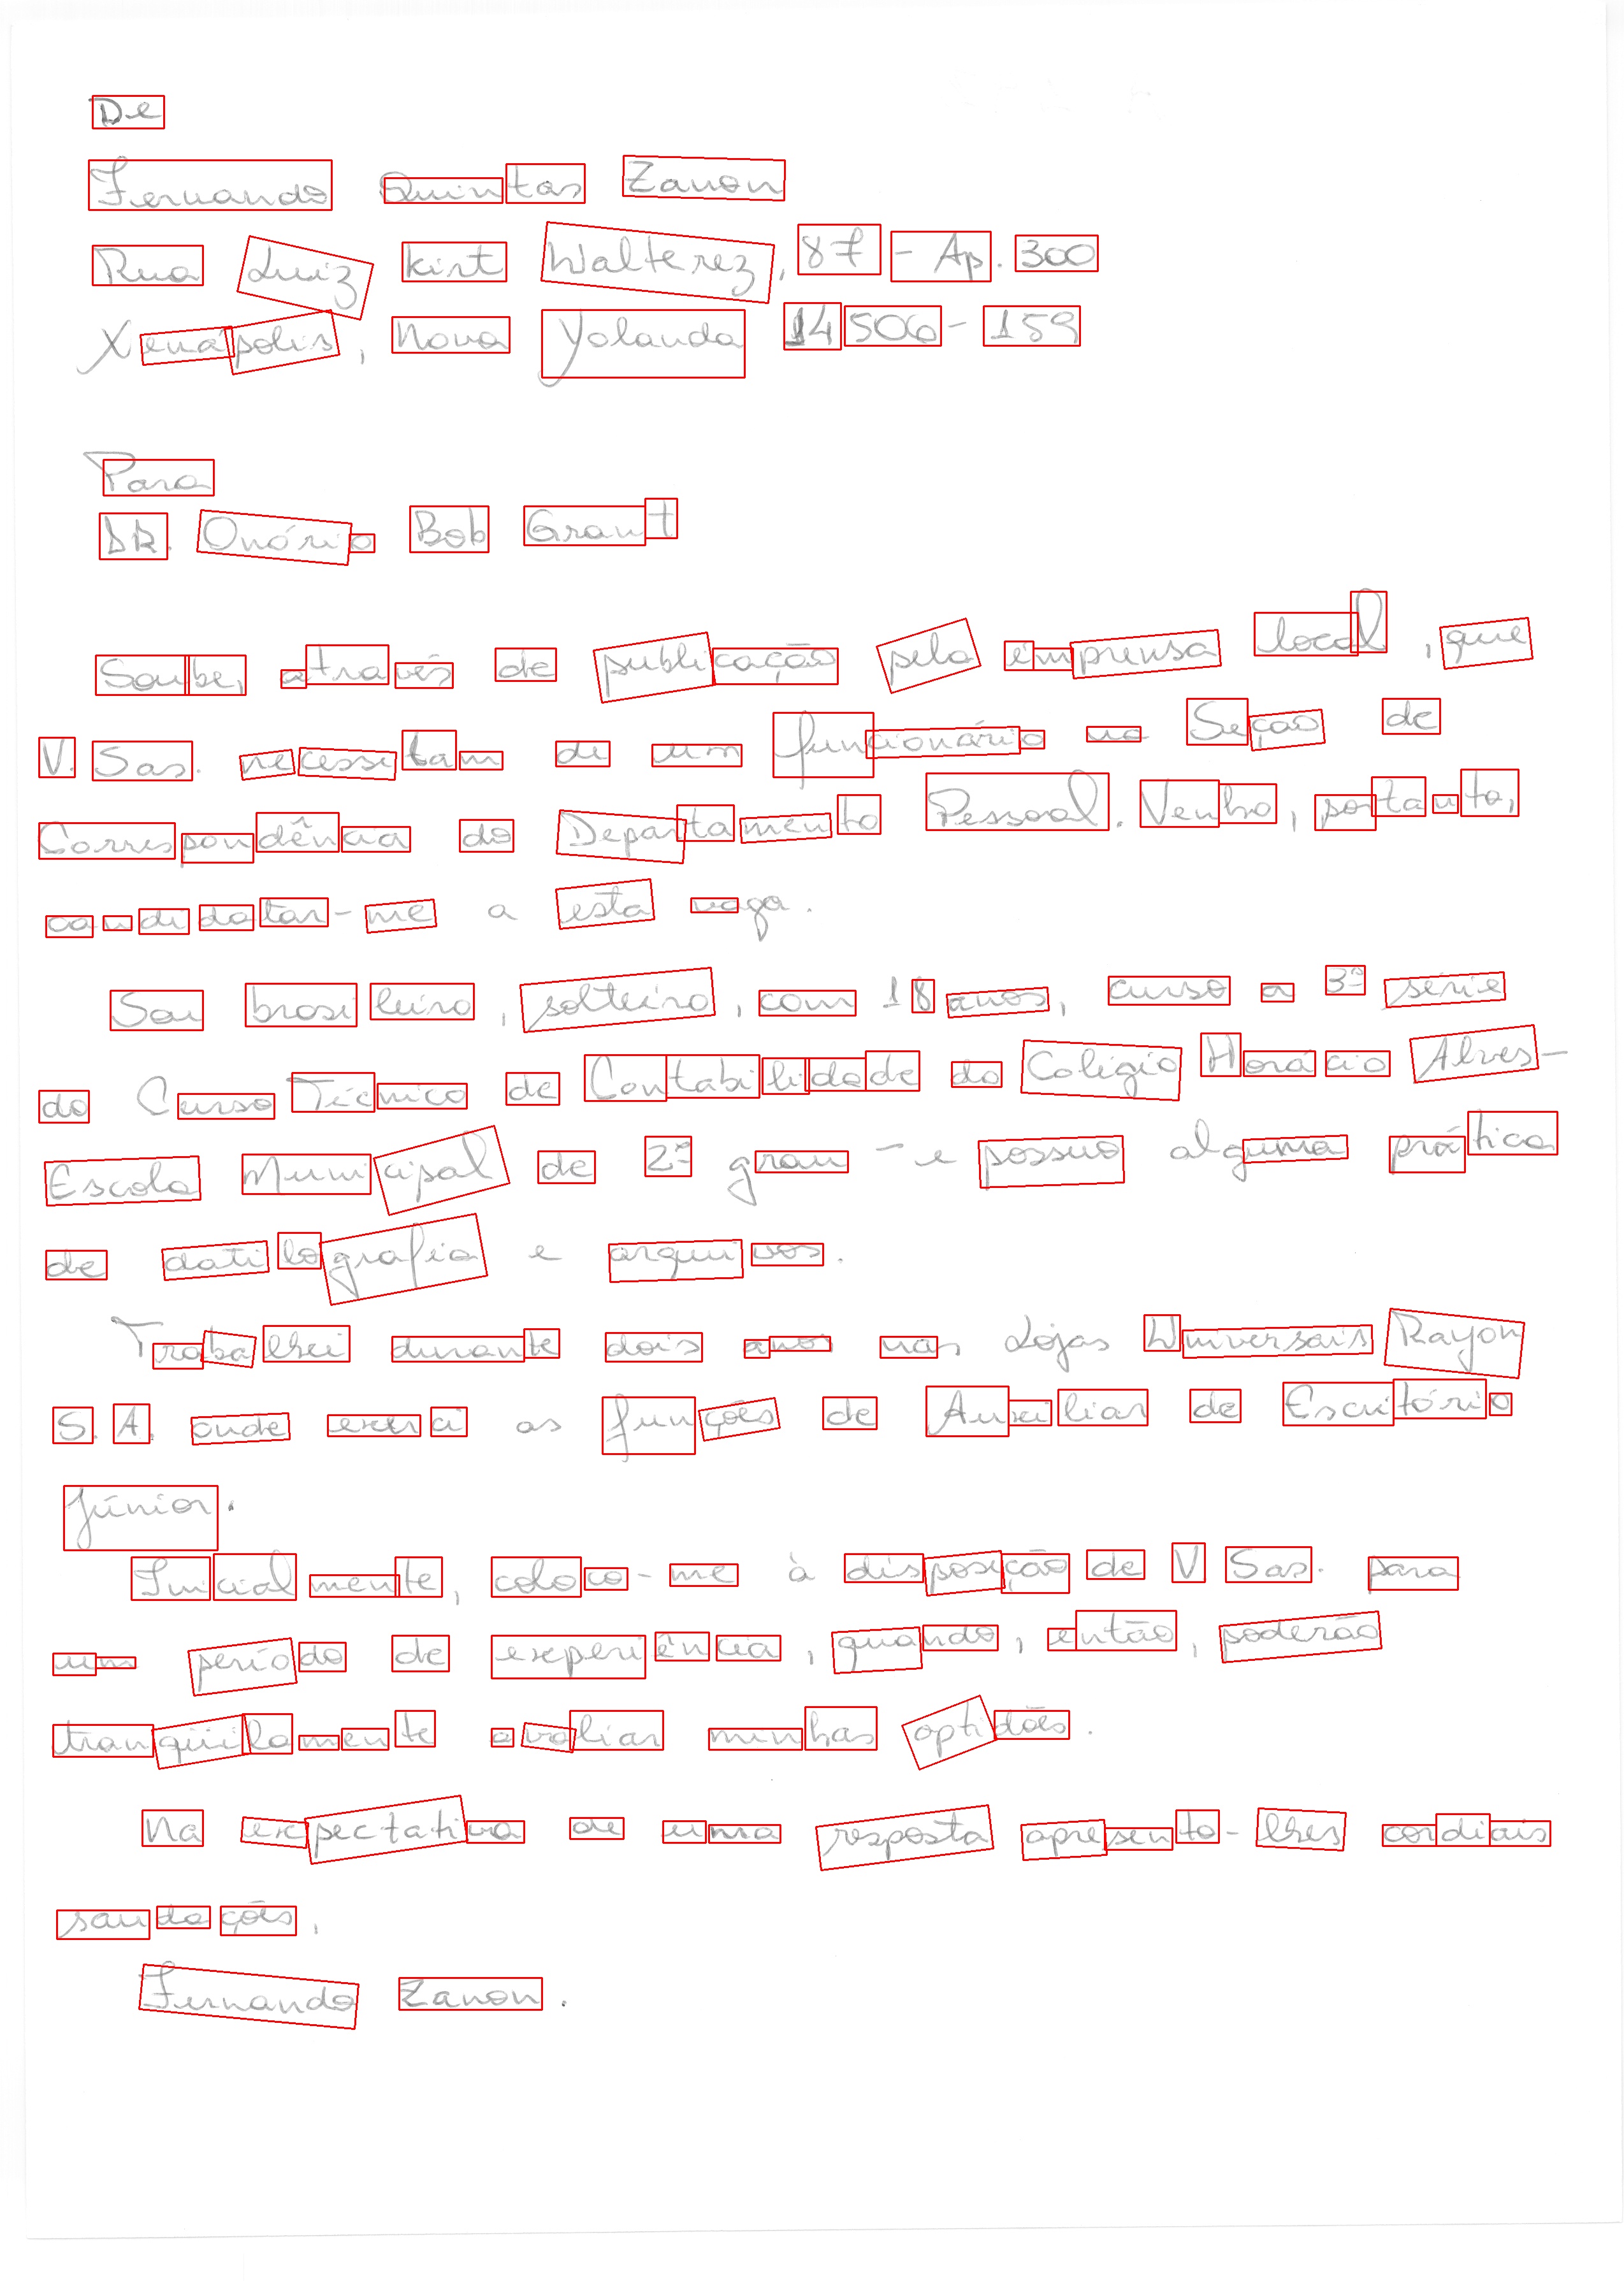 De
Fernando Quintas Zanon
Rua Luiz Kirt Walterez, 87 - Ap. 300
Xenápolis, Nova Yolanda 14506-159
Para
DR. Onório Bob Grant
Soube, através de publicação pela imprensa local, que
V. Sas. necessitam de um funcionário na Seção de
Correspondência do Departamento Pessoal. Venho, portanto,
candidatar-me a esta vaga.
Sou brasileiro, solteiro, com 18 anos, curso a 3ª série
do Curso Técnico de Contabilidade do Colégio Horácio Alves-
Escola Municipal de 2º grau - e possuo alguma prática
de datilografia e arquivos.
Trabalhei durante dois anos nas Lojas Universais Rayon
S. A. onde exerci as funções de Auxiliar de Escritório
Júnior.
Inicialmente, coloco-me à disposição de V Sas. para
um período de experiência, quando, então, poderão
tranqüilamente avaliar minhas aptidões.
Na expectativa de uma resposta apresento-lhes cordiais
saudações,
Fernando Zanon.